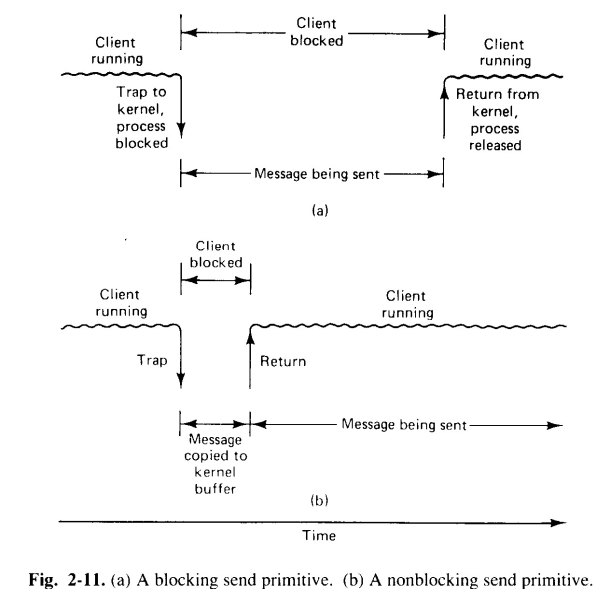 Client
blocked
Client
running
Client
running
Trap to
kernel,
process
blocked
Return from
kernel,
process
released
Message being sent
(a)
Client
blocked
Client
running
Client
running
Trap
Return
Message
copied to
kernel
buffer
Message being sent
(b)
Time
Fig. 2-11. (a) A blocking send primitive. (b) A nonblocking send primitive.